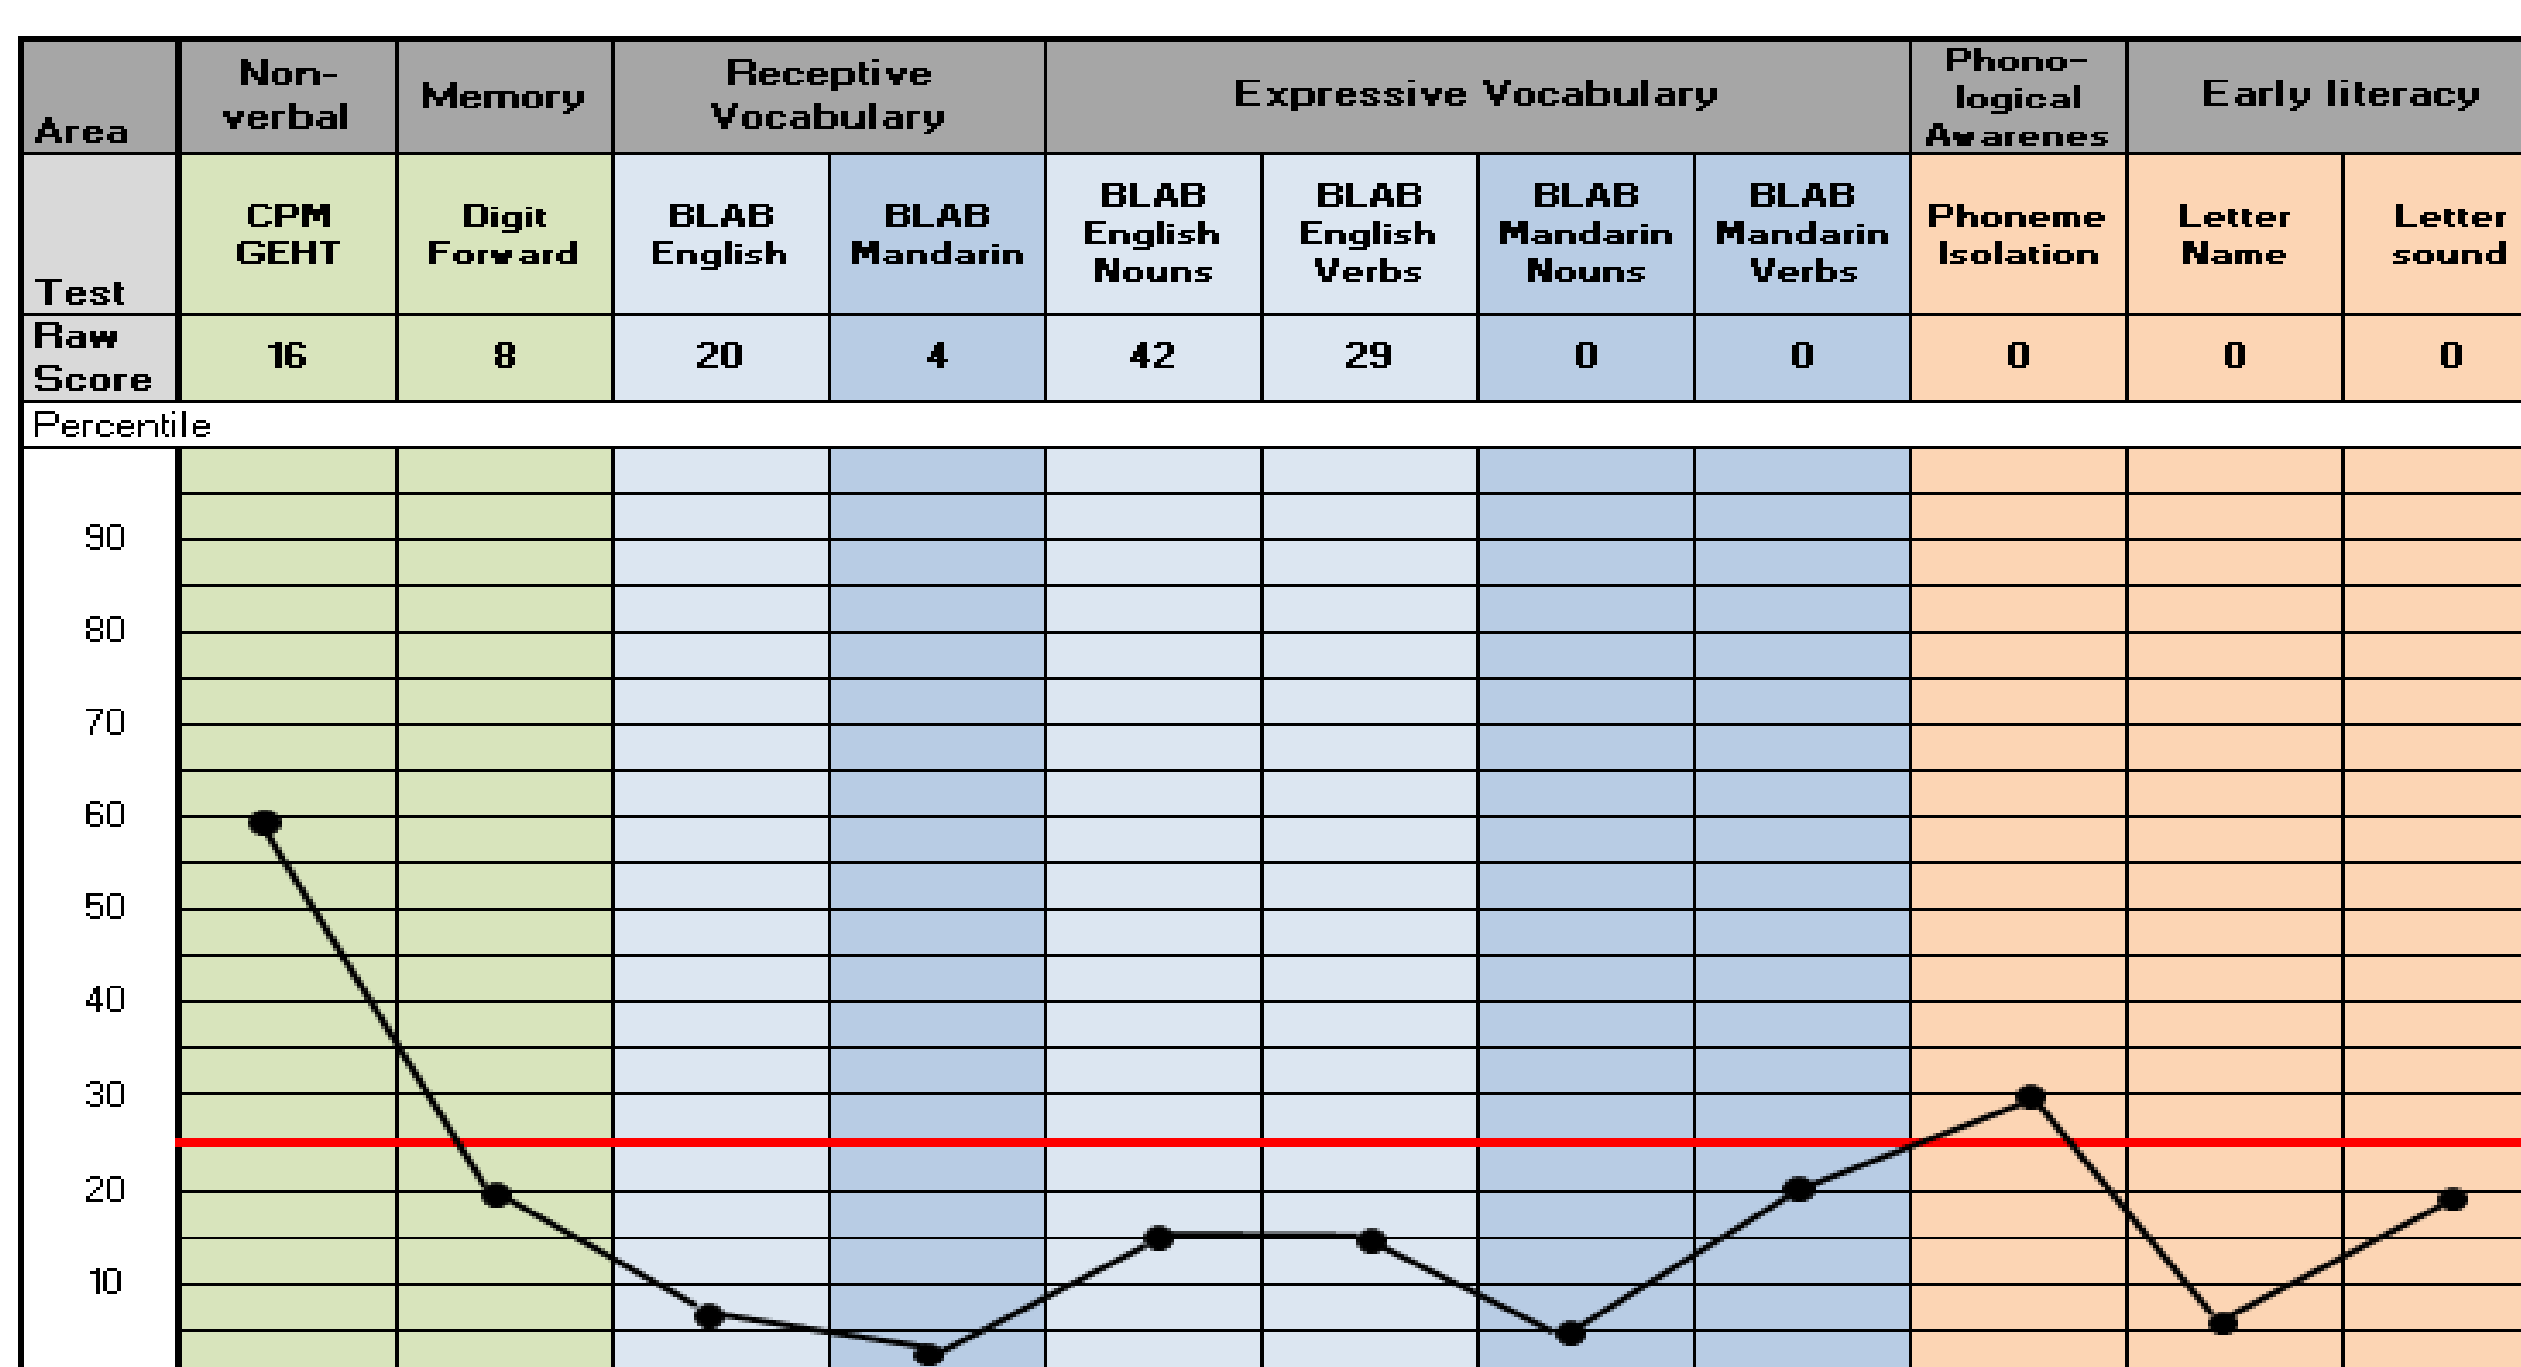 Area
Non-
verbal
Memory
Receptive
Vocabulary
Expressive Vocabulary
Phono-
logical
Awarenes
Early literacy
Test
CPM
GEHT
Digit
Forward
BLAB
English
BLAB
Mandarin
BLAB
English
Nouns
BLAB
English
Verbs
BLAB
Mandarin
Nouns
BLAB
Mandarin
Verbs
Phoneme
Isolation
Letter
Name
Letter
sound
Raw
Score
16
8
20
4
42
29
0
0
0
0
0
Percentile
90
80
70
60
50
40
30
20
10